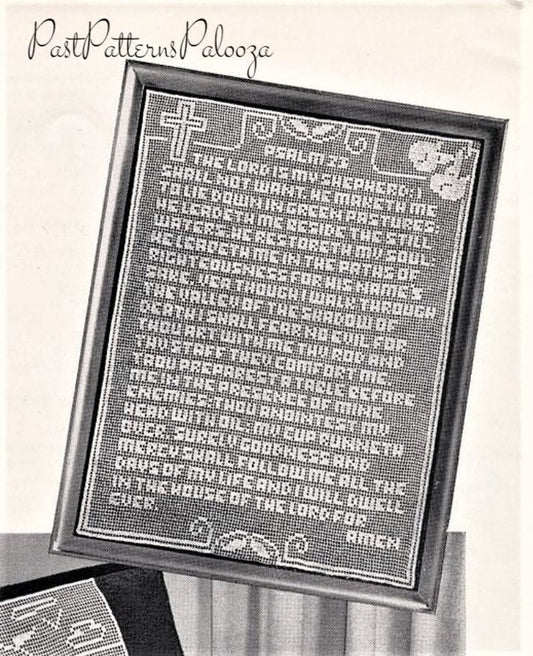 PastPatternsPalooza
PSALM 23
THE LORD IS MY SHEPHERD: I
SHALL NOT WANT. HE MAKETH ME
TO LIE DOWN IN GREEN PASTURES:
HE LEADETH ME BESIDE THE STILL
WATERS. HE RESTORETH MY SOUL
HE LEADETH ME IN THE PATHS OF
RIGHTEOUSNESS FOR HIS NAME'S
SAKE. YEA THOUGH I WALK THROUGH
THE VALLEY OF THE SHADOW OF
DEATH I SHALL FEAR NO EVIL FOR
THOU ART WITH ME THY ROD AND
THY STAFF THEY COMFORT ME
THOU PREPAREST A TABLE BEFORE
ME IN THE PRESENCE OF MINE
ENEMIES: THOU ANOINTEST MY
HEAD WITH OIL: MY CUP RUNNETH
OVER. SURELY GOODNESS AND
MERCY SHALL FOLLOW ME ALL THE
DAYS OF MY LIFE AND I WILL DWELL
IN THE HOUSE OF THE LORD FOR
EVER.
AMEN